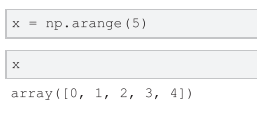 x = np.arange(5)
x
array([0, 1, 2, 3, 4])